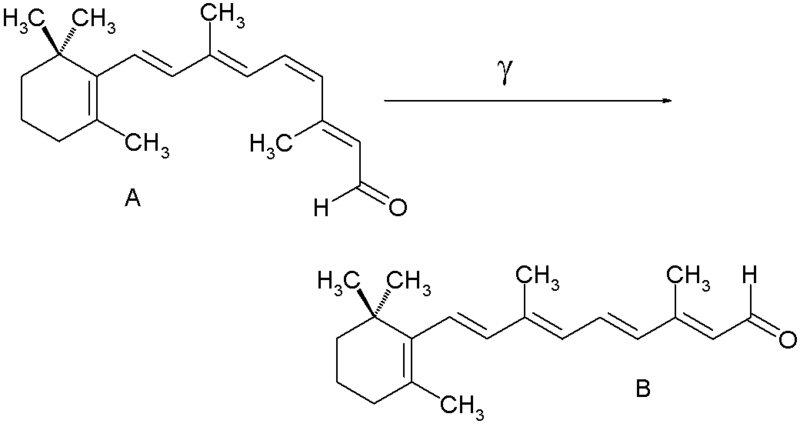 H₃C CH₃ CH₃
γ
CH₃ H₃C
A H O
H₃C CH₃ CH₃ CH₃ H
O
B
CH₃